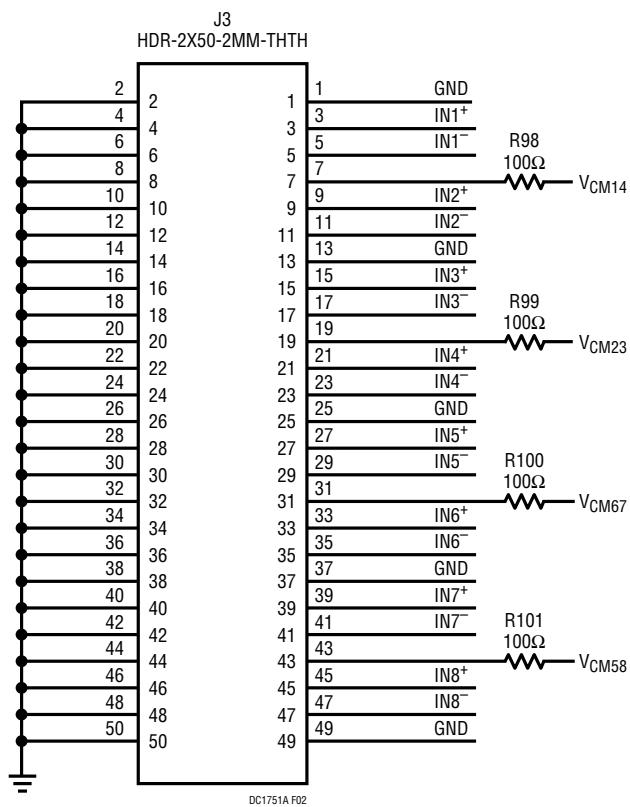 J3
HDR-2X50-2MM-THTH
2 2 1 1 GND
4 4 3 3 IN1+
6 6 5 5 IN1–
8 8 7 7 R98 100Ω VCM14
10 10 9 9 IN2+
12 12 11 11 IN2–
14 14 13 13 GND
16 16 15 15 IN3+
18 18 17 17 IN3–
20 20 19 19 R99 100Ω VCM23
22 22 21 21 IN4+
24 24 23 23 IN4–
26 26 25 25 GND
28 28 27 27 IN5+
30 30 29 29 IN5–
32 32 31 31 R100 100Ω VCM67
34 34 33 33 IN6+
36 36 35 35 IN6–
38 38 37 37 GND
40 40 39 39 IN7+
42 42 41 41 IN7–
44 44 43 43 R101 100Ω VCM58
46 46 45 45 IN8+
48 48 47 47 IN8–
50 50 49 49 GND
DC1751A F02